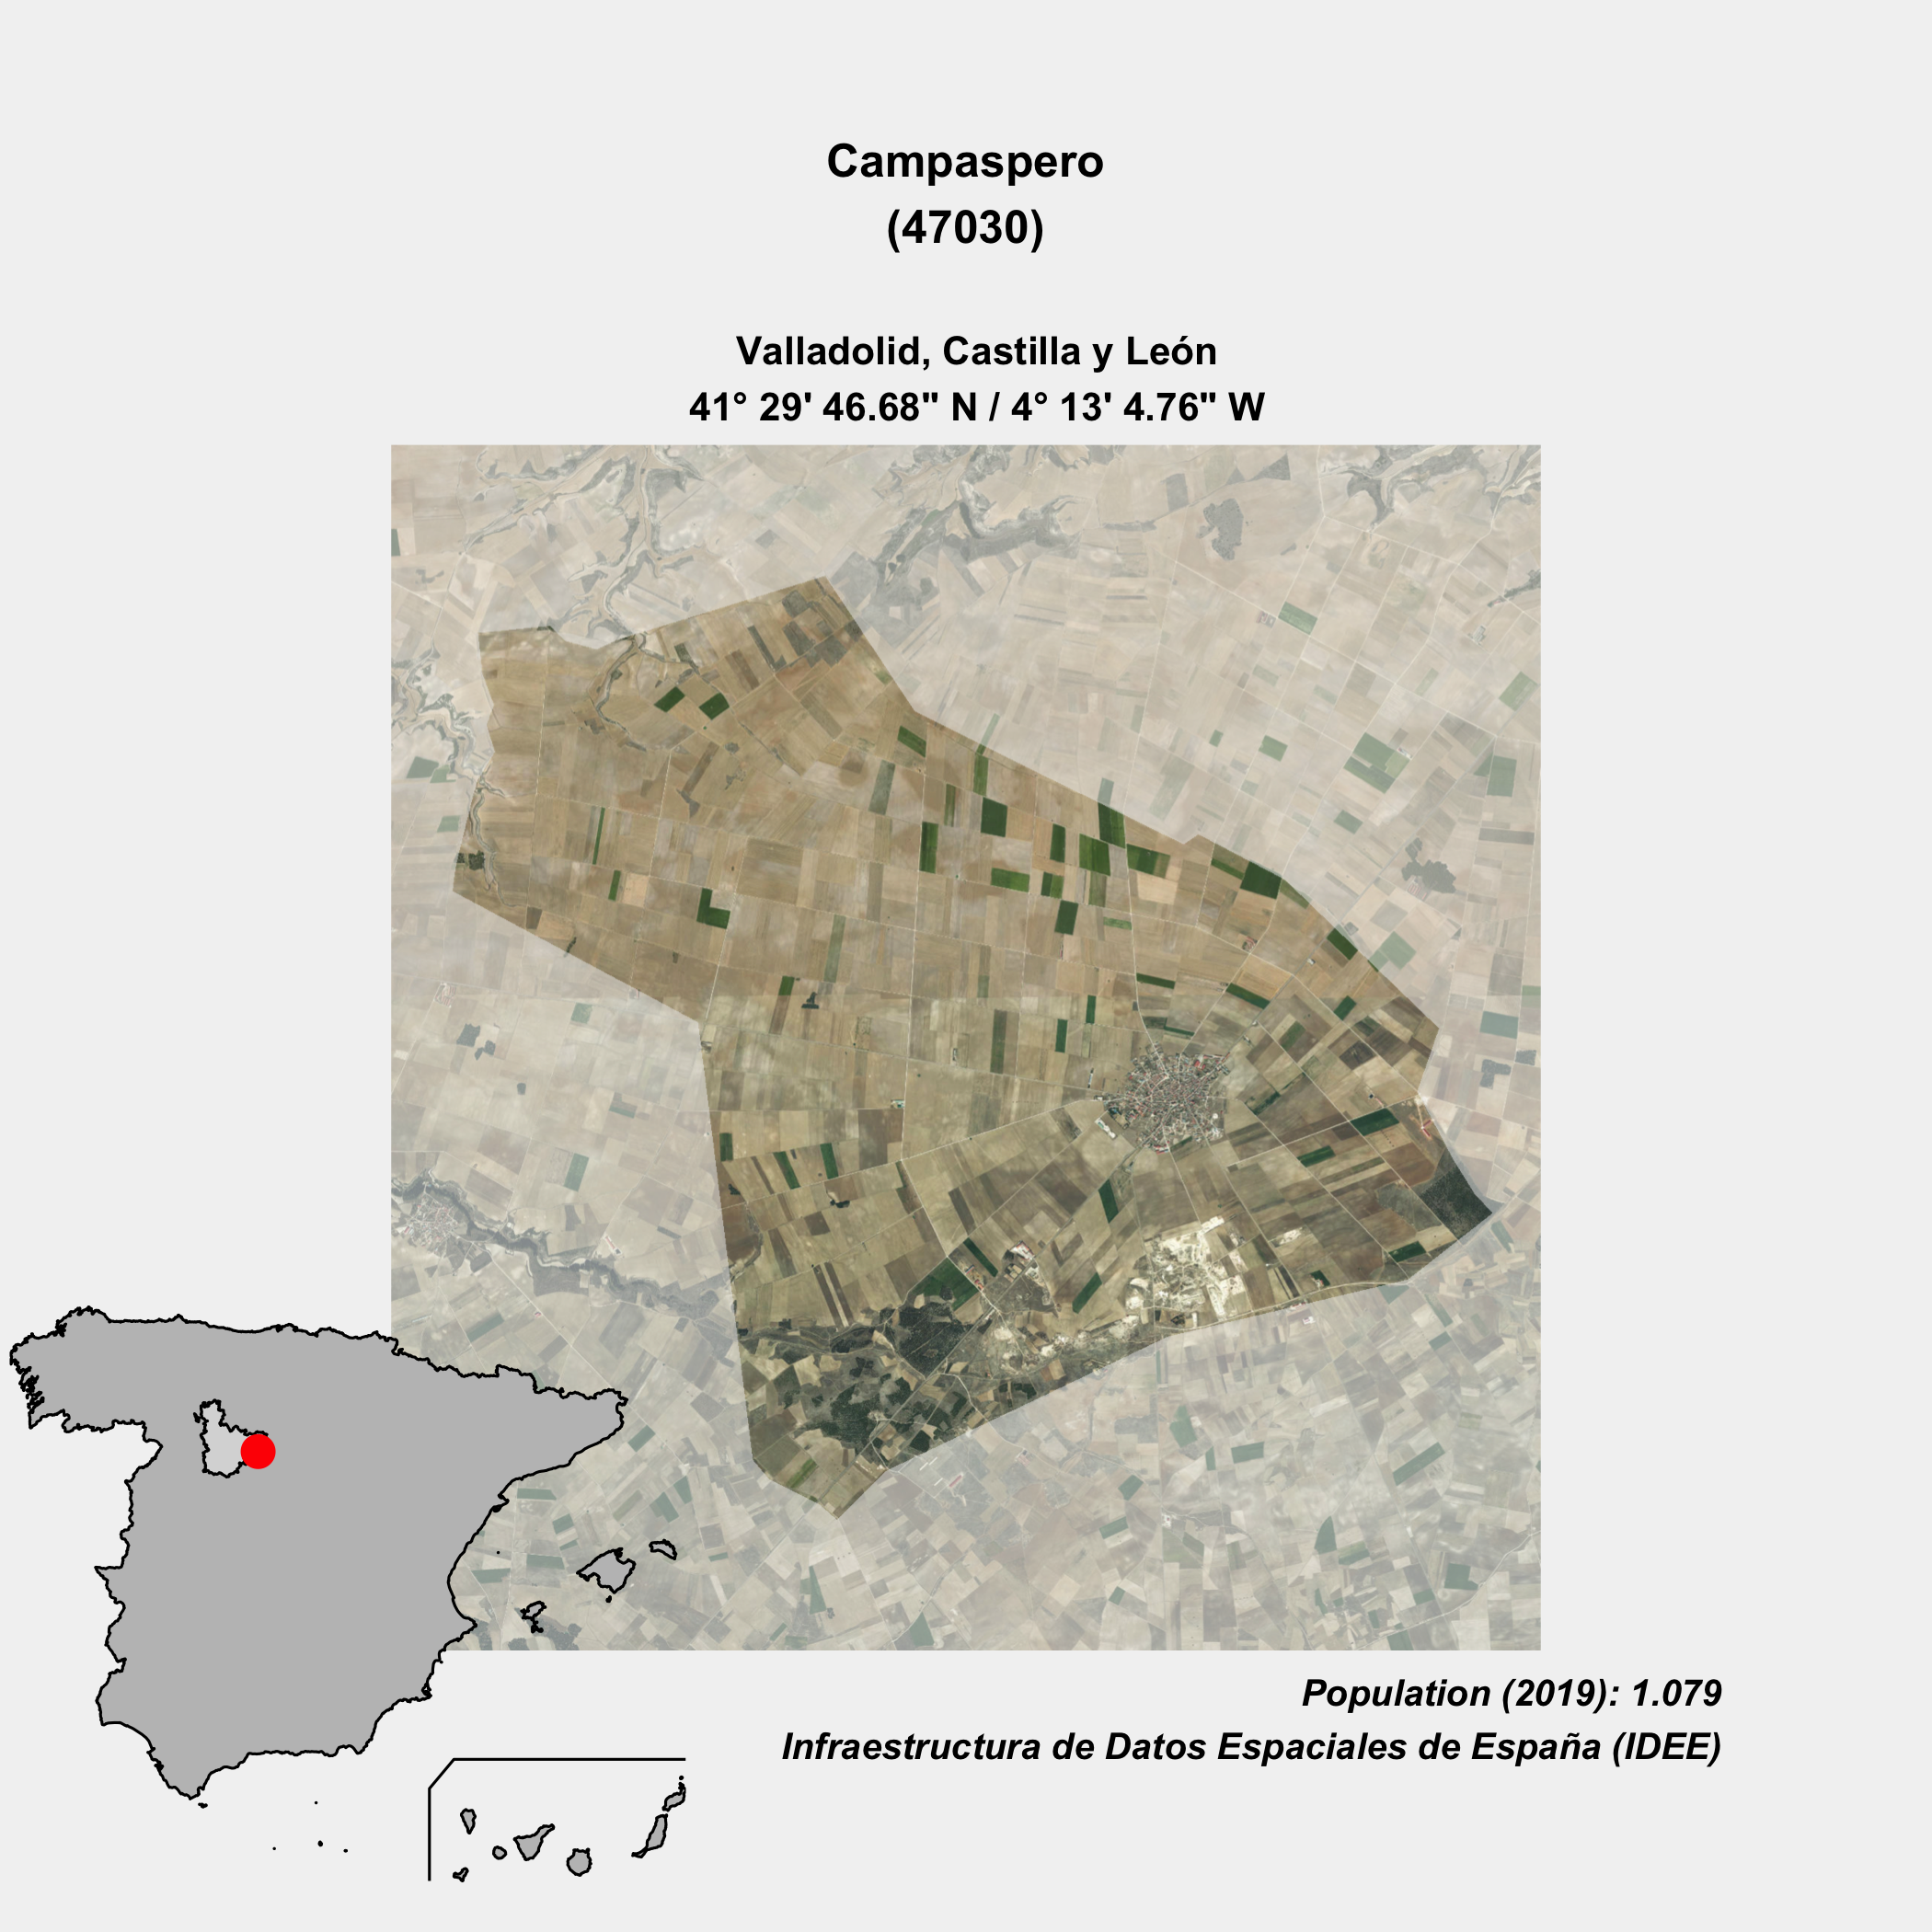 Campaspero
(47030)
Valladolid, Castilla y León
41° 29' 46.68" N / 4° 13' 4.76" W
Population (2019): 1.079
Infraestructura de Datos Espaciales de España (IDEE)